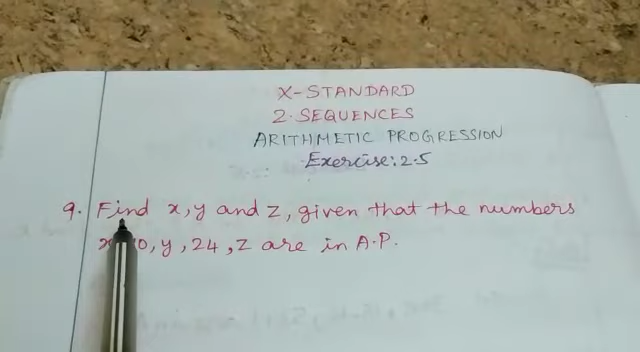 X-STANDARD
2. SEQUENCES
ARITHMETIC PROGRESSION
Exercise: 2.5
9. Find x, y and z, given that the numbers
x 0, y, 24, z are in A.P.